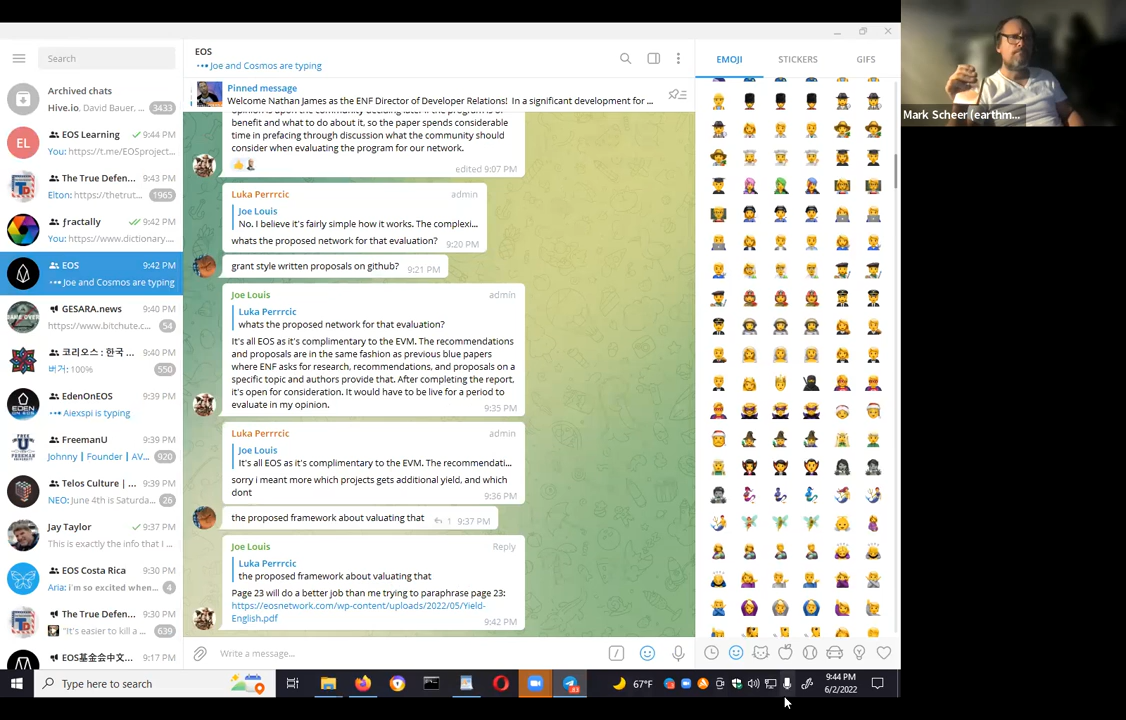 Search
Archived chats
Hive.io, David Bauer, ...
3433
EL
EOS Learning
9:44 PM
You: https://t.me/EOSproject...
The True Defen...
9:43 PM
Elton: https://thetrut...
1965
ƒractally
9:42 PM
You: https://www.dictionary....
EOS
9:42 PM
Joe and Cosmos are typing
GESARA.news
9:40 PM
https://www.bitchute.c...
54
코리오스 : 한국 ...
9:40 PM
버거: 100%
550
EdenOnEOS
9:39 PM
Aiexspi is typing
FreemanU
9:39 PM
Johnny | Founder | AV...
920
Telos Culture | ...
9:39 PM
NEO: June 4th is Saturda...
26
Jay Taylor
9:37 PM
This is exactly the info that I ...
EOS Costa Rica
9:30 PM
Aria: i'm so excited when...
4
The True Defen...
9:30 PM
"It's easier to kill a ...
639
EOS基金会中文...
9:17 PM
EOS
Joe and Cosmos are typing
Pinned message
Welcome Nathan James as the ENF Director of Developer Relations! In a significant development for ...
benefit and what to do about it, so the paper spends considerable
time in prefacing through discussion what the community should
consider when evaluating the program for our network.
edited 9:07 PM
Luka Perrrcic
admin
Joe Louis
No. I believe it's fairly simple how it works. The complexi...
whats the proposed network for that evaluation?
9:20 PM
grant style written proposals on github?
9:21 PM
Joe Louis
admin
Luka Perrrcic
whats the proposed network for that evaluation?
It's all EOS as it's complimentary to the EVM. The recommendations
and proposals are in the same fashion as previous blue papers
where ENF asks for research, recommendations, and proposals on a
specific topic and authors provide that. After completing the report,
it's open for consideration. It would have to be live for a period to
evaluate in my opinion.
9:35 PM
Luka Perrrcic
admin
Joe Louis
It's all EOS as it's complimentary to the EVM. The recommendati...
sorry i meant more which projects gets additional yield, and which
dont
9:36 PM
the proposed framework about valuating that
1
9:37 PM
Joe Louis
Reply
Luka Perrrcic
the proposed framework about valuating that
Page 23 will do a better job than me trying to paraphrase page 23:
https://eosnetwork.com/wp-content/uploads/2022/05/Yield-
English.pdf
9:42 PM
Write a message...
EMOJI
STICKERS
GIFS
Mark Scheer (earthm...
Type here to search
67°F
9:44 PM
6/2/2022